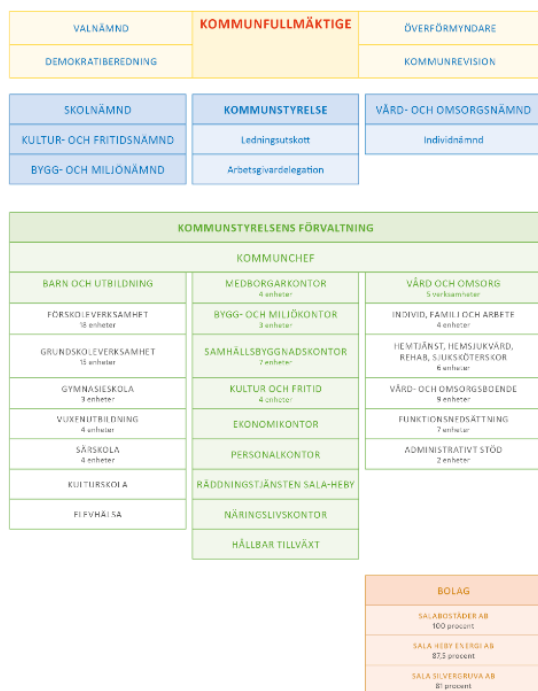 VALNÄMND
KOMMUNFULLMÄKTIGE
ÖVERFÖRMYNDARE
DEMOKRATIBEREDNING
KOMMUNREVISION
SKOLNÄMND
KOMMUNSTYRELSE
VÅRD- OCH OMSORGSNÄMND
KULTUR- OCH FRITIDSNÄMND
Ledningsutskott
Individnämnd
BYGG- OCH MILJÖNÄMND
Arbetsgivardelegation
KOMMUNSTYRELSENS FÖRVALTNING
KOMMUNCHEF
BARN OCH UTBILDNING
FÖRSKOLEVERKSAMHET
enheter
GRUNDSKOLEVERKSAMHET
enheter
GYMNASIESKOLA
3 enheter
VUXENUTBILDNING
4 enheter
SÄRSKOLA
4 enheter
KULTURSKOLA
ELEVHÄLSA
MEDBORGARKONTOR
4 enheter
BYGG- OCH MILJÖKONTOR
3 enheter
SAMHÄLLSBYGGNADSKONTOR
7 enheter
KULTUR OCH FRITID
4 enheter
EKONOMIKONTOR
PERSONALKONTOR
RÄDDNINGSTJÄNSTEN SALA-HEBY
NÄRINGSLIVSKONTOR
HÅLLBAR TILLVÄXT
VÅRD OCH OMSORG
5 verksamheter
INDIVID, FAMILJ OCH ARBETE
4 enheter
HEMTJÄNST, HEMSJUKVÅRD,
REHAB, SJUKSKÖTERSKOR
6 enheter
VÅRD- OCH OMSORGSBOENDE
9 enheter
FUNKTIONSNEDSÄTTNING
7 enheter
ADMINISTRATIVT STÖD
2 enheter
BOLAG
SALABOSTÄDER AB
100 procent
SALA HEBY ENERGI AB
87,5 procent
SALA SILVERGRUVA AB
81 procent